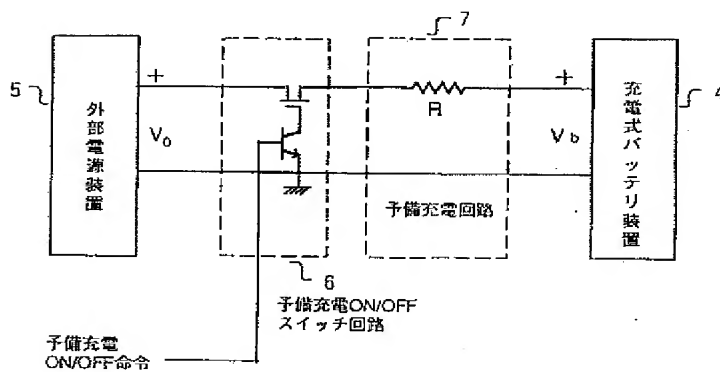 7
5
+
外部電源装置
V₀
R
+
V b
充電式バッテリ装置
4
予備充電回路
6
予備充電ON/OFF
スイッチ回路
予備充電
ON/OFF命令